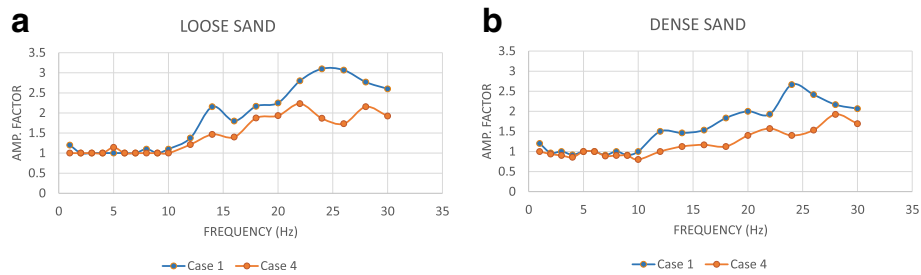 a
LOOSE SAND
AMP. FACTOR
3.5
3
2.5
2
1.5
1
0.5
0
0 5 10 15 20 25 30 35
FREQUENCY (Hz)
Case 1 Case 4
b
DENSE SAND
AMP. FACTOR
3.5
3
2.5
2
1.5
1
0.5
0
0 5 10 15 20 25 30 35
FREQUENCY (Hz)
Case 1 Case 4